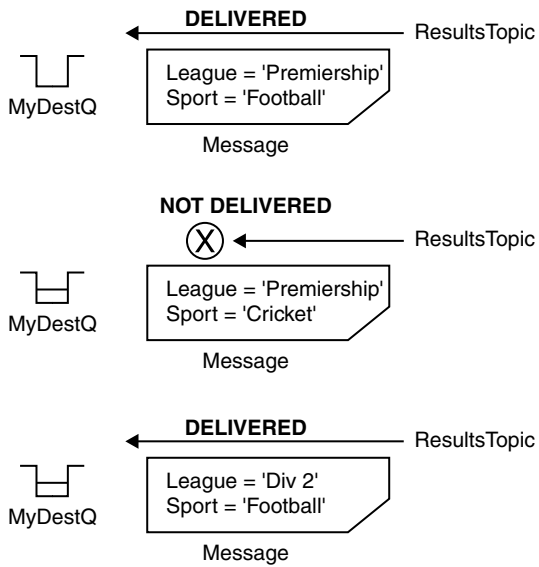 DELIVERED
ResultsTopic
League = 'Premiership'
Sport = 'Football'
MyDestQ
Message
NOT DELIVERED
X
ResultsTopic
League = 'Premiership'
Sport = 'Cricket'
MyDestQ
Message
DELIVERED
ResultsTopic
League = 'Div 2'
Sport = 'Football'
MyDestQ
Message